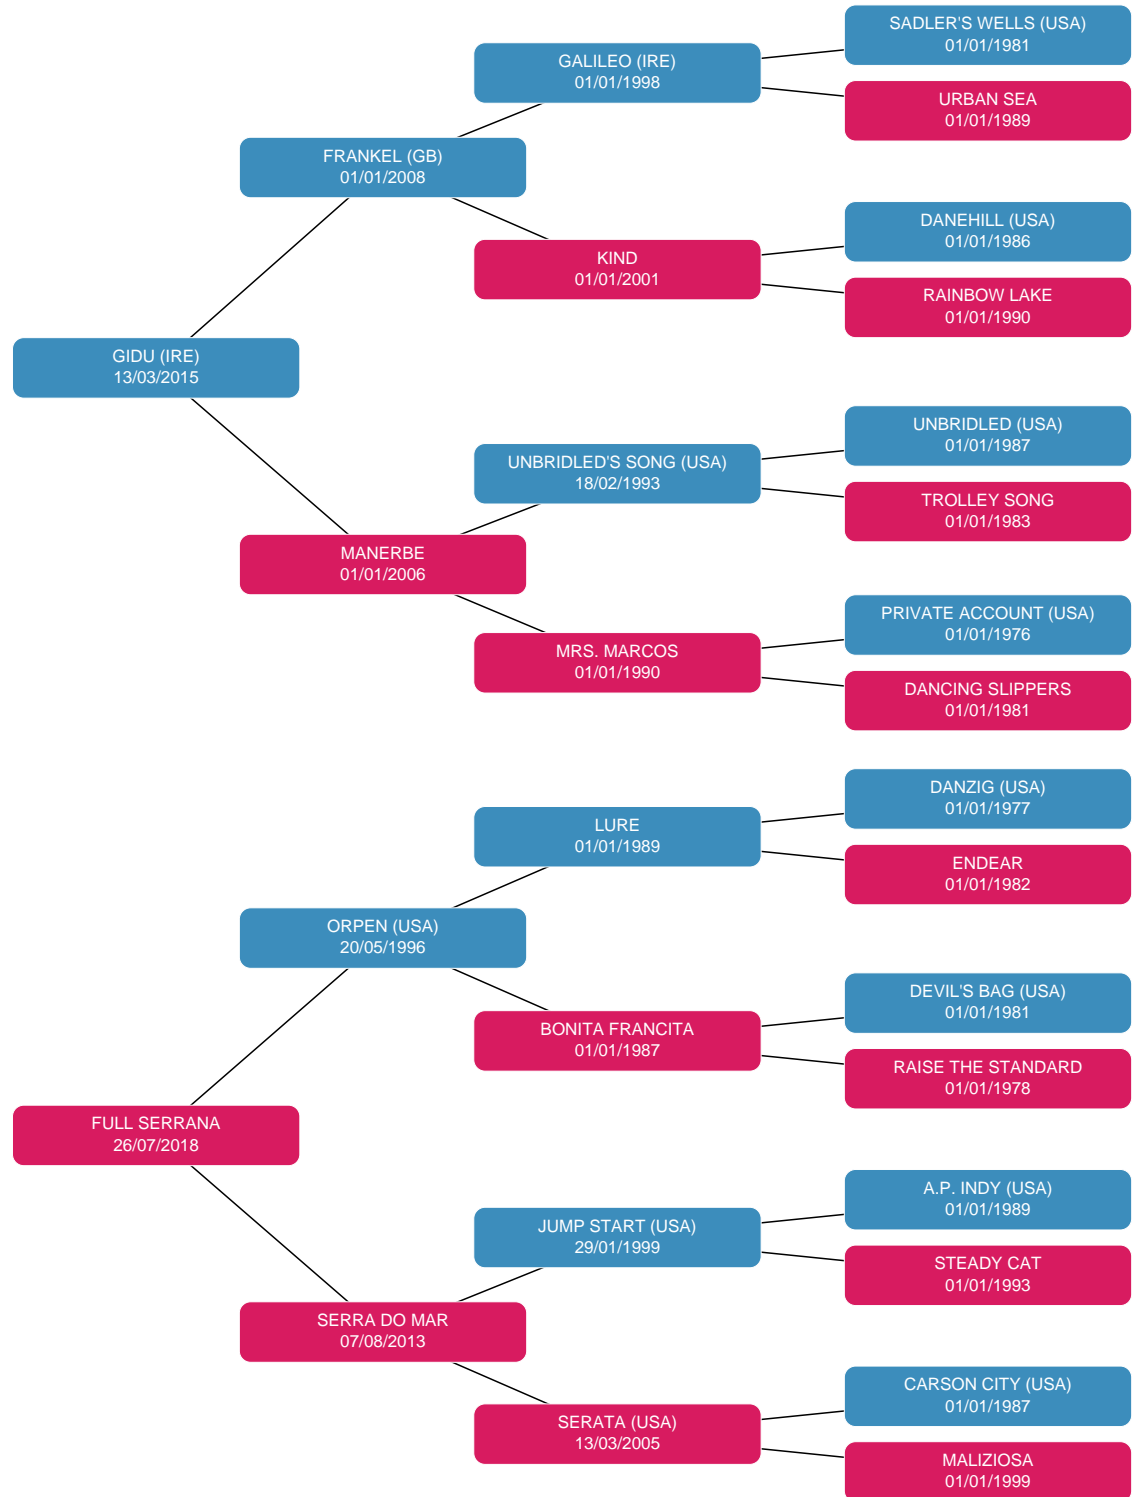 SADLER'S WELLS (USA)
01/01/1981
GALILEO (IRE)
01/01/1998
URBAN SEA
01/01/1989
FRANKEL (GB)
01/01/2008
DANEHILL (USA)
01/01/1986
KIND
01/01/2001
RAINBOW LAKE
01/01/1990
GIDU (IRE)
13/03/2015
UNBRIDLED (USA)
01/01/1987
UNBRIDLED'S SONG (USA)
18/02/1993
TROLLEY SONG
01/01/1983
MANERBE
01/01/2006
PRIVATE ACCOUNT (USA)
01/01/1976
MRS. MARCOS
01/01/1990
DANCING SLIPPERS
01/01/1981
DANZIG (USA)
01/01/1977
LURE
01/01/1989
ENDEAR
01/01/1982
ORPEN (USA)
20/05/1996
DEVIL'S BAG (USA)
01/01/1981
BONITA FRANCITA
01/01/1987
RAISE THE STANDARD
01/01/1978
FULL SERRANA
26/07/2018
A.P. INDY (USA)
01/01/1989
JUMP START (USA)
29/01/1999
STEADY CAT
01/01/1993
SERRA DO MAR
07/08/2013
CARSON CITY (USA)
01/01/1987
SERATA (USA)
13/03/2005
MALIZIOSA
01/01/1999